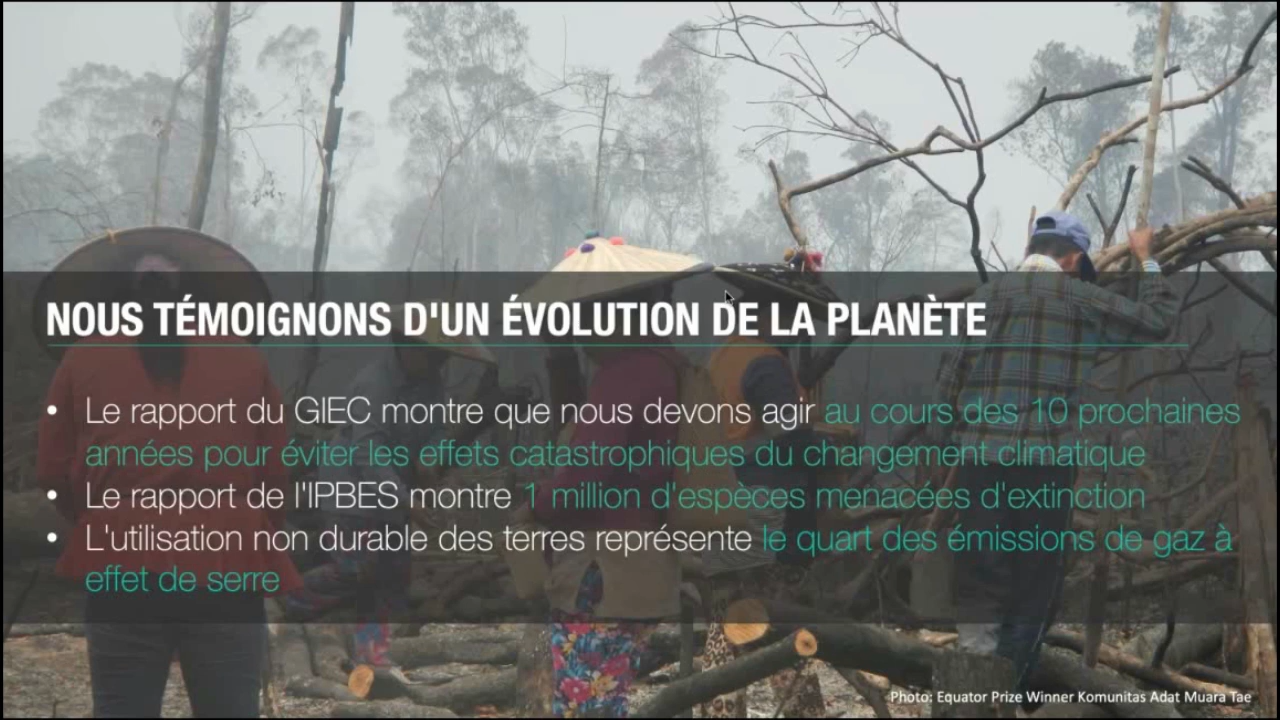 NOUS TÉMOIGNONS D'UN ÉVOLUTION DE LA PLANÈTE
• Le rapport du GIEC montre que nous devons agir au cours des 10 prochaines
années pour éviter les effets catastrophiques du changement climatique
• Le rapport de l'IPBES montre 1 million d'espèces menacées d'extinction
• L'utilisation non durable des terres représente le quart des émissions de gaz à
effet de serre
Photo: Equator Prize Winner Komunitas Adat Muara Tae